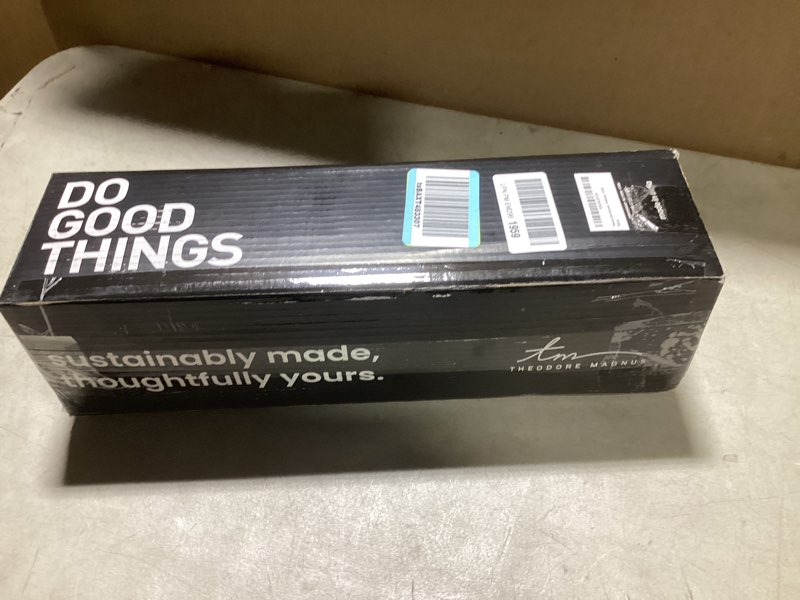 DO
GOOD
THINGS
1959
sustainably made,
thoughtfully yours.
tm
THEODORE MAGNUS